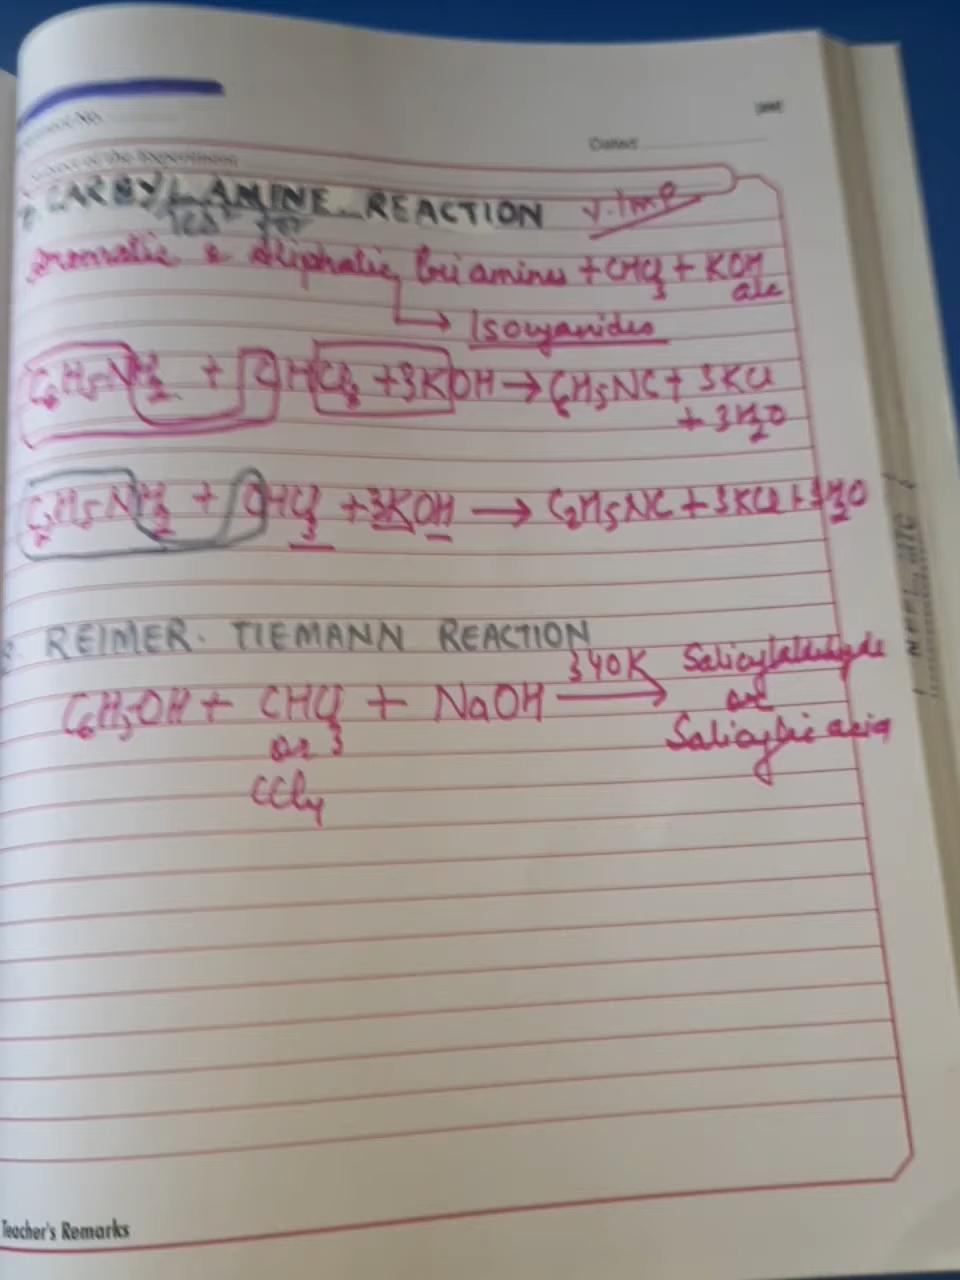 CARBYLAMINE REACTION V.Imp
Test for
Aromatic & Aliphatic pri amines + CHCl3 + KOH
alc
Isocyanides
C6H5NH2 + CHCl3 + 3KOH → C6H5NC + 3KCl
+ 3H2O
C2H5NH2 + CHCl3 + 3KOH → C2H5NC + 3KCl + 3H2O
REIMER. TIEMANN REACTION
C6H5OH + CHCl3 + NaOH 340K → Salicylaldehyde
or or
CCl4 Salicylic acid
Teacher's Remarks